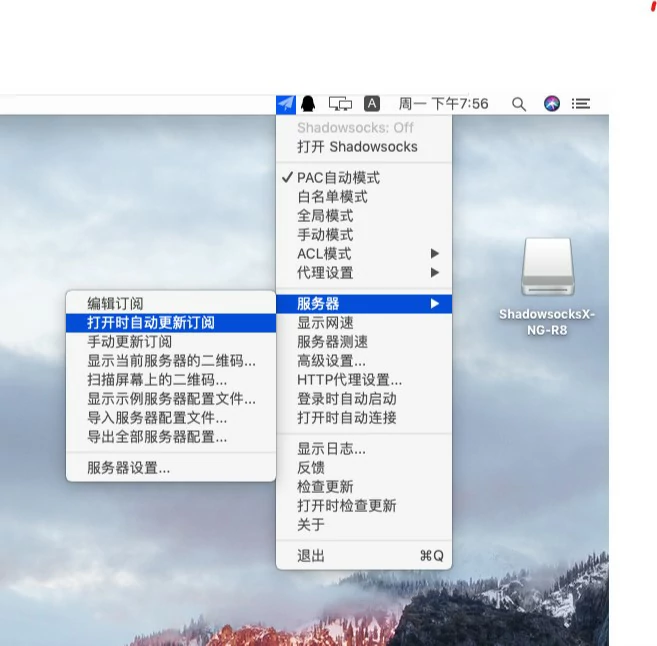 A 周一 下午7:56
Shadowsocks: Off
打开 Shadowsocks
PAC自动模式
白名单模式
全局模式
手动模式
ACL模式
代理设置
服务器
显示网速
服务器测速
高级设置...
HTTP代理设置...
登录时自动启动
打开时自动连接
显示日志...
反馈
检查更新
打开时检查更新
关于
退出 ⌘Q
编辑订阅
打开时自动更新订阅
手动更新订阅
显示当前服务器的二维码...
扫描屏幕上的二维码...
显示示例服务器配置文件...
导入服务器配置文件...
导出全部服务器配置...
服务器设置...
ShadowsocksX-
NG-R8